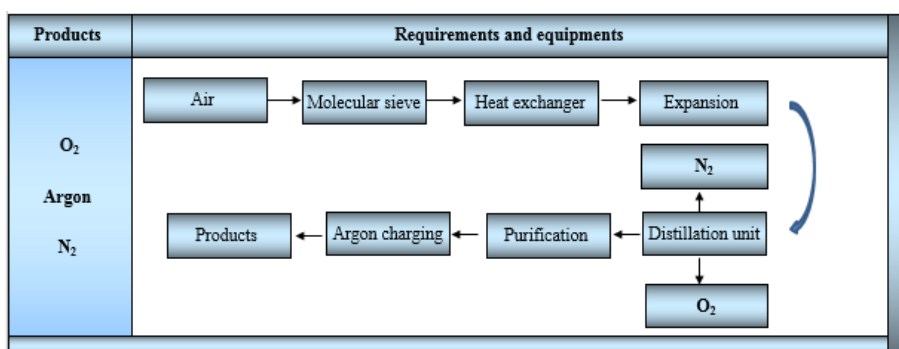 Products
Requirements and equipments
O₂
Argon
N₂
Air
Molecular sieve
Heat exchanger
Expansion
N₂
Products
Argon charging
Purification
Distillation unit
O₂